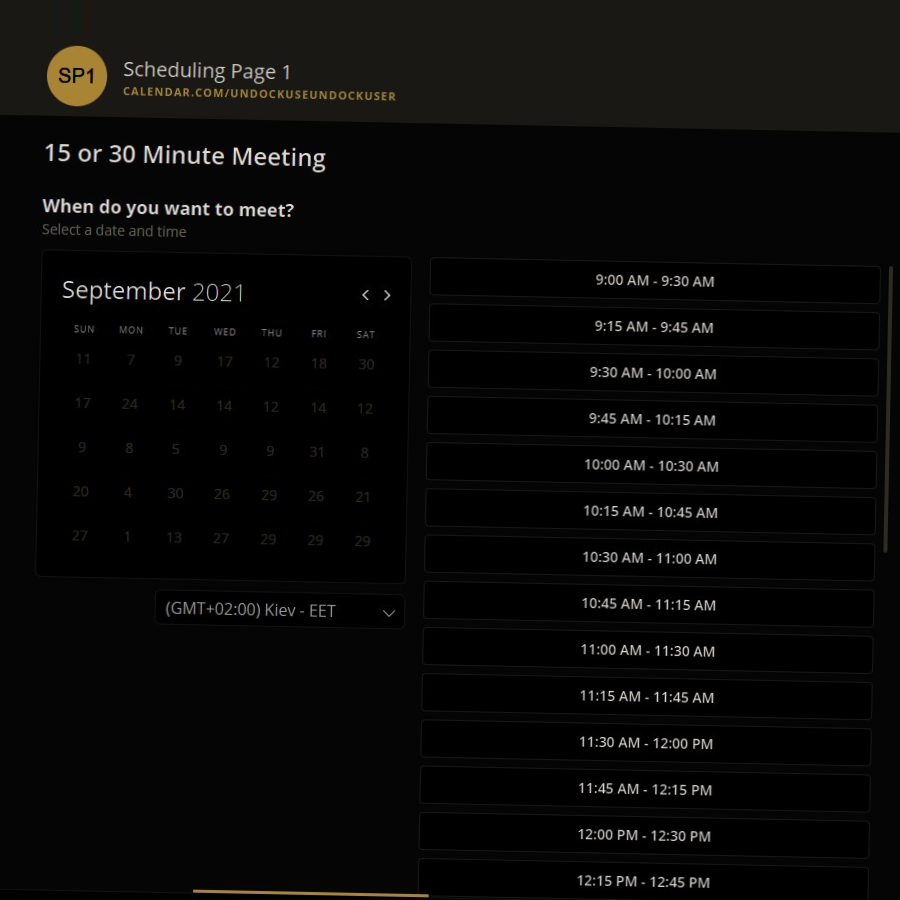 SP1
Scheduling Page 1
CALENDAR.COM/UNDOCKUSEUNDOCKUSER
15 or 30 Minute Meeting
When do you want to meet?
Select a date and time
September 2021
SUN MON TUE WED THU FRI SAT
11 7 9 17 12 18 30
17 24 14 14 12 14 12
9 8 5 9 9 31 8
20 4 30 26 29 26 21
27 1 13 27 29 29 29
(GMT+02:00) Kiev - EET
9:00 AM - 9:30 AM
9:15 AM - 9:45 AM
9:30 AM - 10:00 AM
9:45 AM - 10:15 AM
10:00 AM - 10:30 AM
10:15 AM - 10:45 AM
10:30 AM - 11:00 AM
10:45 AM - 11:15 AM
11:00 AM - 11:30 AM
11:15 AM - 11:45 AM
11:30 AM - 12:00 PM
11:45 AM - 12:15 PM
12:00 PM - 12:30 PM
12:15 PM - 12:45 PM